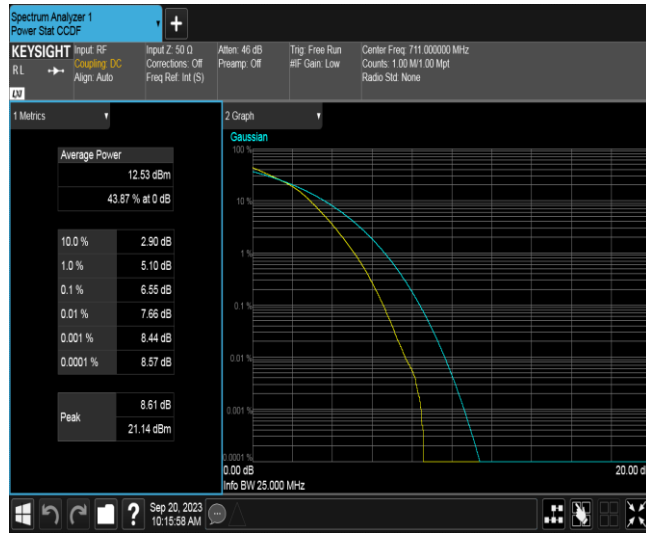 Spectrum Analyzer 1
Power Stat CCDF
KEYSIGHT
RL
LXI
Input: RF
Coupling: DC
Align: Auto
Input Z: 50 Ω
Corrections: Off
Freq Ref: Int (S)
Atten: 46 dB
Preamp: Off
Trig: Free Run
#IF Gain: Low
Center Freq: 711.000000 MHz
Counts: 1.00 M/1.00 Mpt
Radio Std: None
1 Metrics
Average Power
12.53 dBm
43.87 % at 0 dB
10.0 % 2.90 dB
1.0 % 5.10 dB
0.1 % 6.55 dB
0.01 % 7.66 dB
0.001 % 8.44 dB
0.0001 % 8.57 dB
Peak
8.61 dB
21.14 dBm
2 Graph
Gaussian
100 %
10 %
1 %
0.1 %
0.01 %
0.001 %
0.0001 %
0.00 dB 20.00 d
Info BW 25.000 MHz
Sep 20, 2023
10:15:58 AM